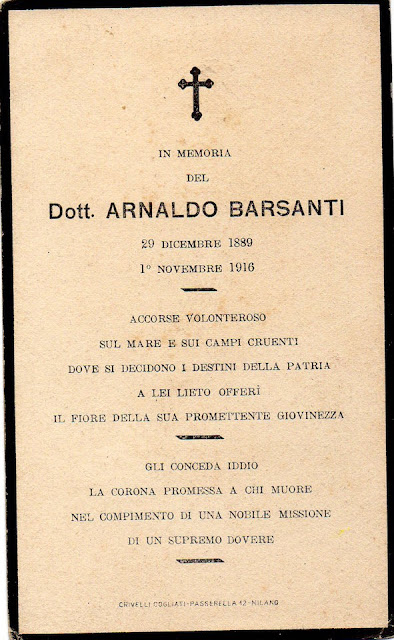 IN MEMORIA
DEL
Dott. ARNALDO BARSANTI
29 DICEMBRE 1889
1º NOVEMBRE 1916
ACCORSE VOLONTEROSO
SUL MARE E SUI CAMPI CRUENTI
DOVE SI DECIDONO I DESTINI DELLA PATRIA
A LEI LIETO OFFERÌ
IL FIORE DELLA SUA PROMETTENTE GIOVINEZZA
GLI CONCEDA IDDIO
LA CORONA PROMESSA A CHI MUORE
NEL COMPIMENTO DI UNA NOBILE MISSIONE
DI UN SUPREMO DOVERE
CRIVELLI COGLIATI-PASSERELLA 12-MILANO